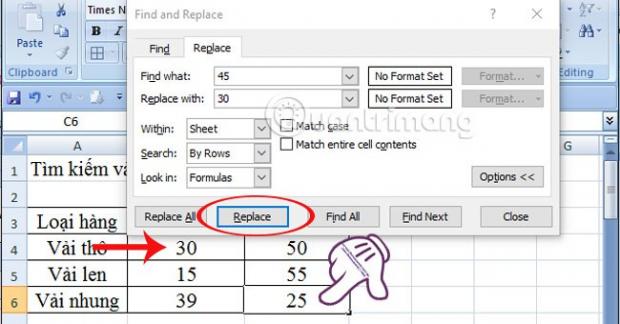 Find and Replace
Times N
Paste
B I
Clipboard
Editing
Find Replace
Find what: 45 No Format Set Format...
Replace with: 30 No Format Set Format...
Quantrimang
Within: Sheet Match case
Search: By Rows Match entire cell contents
Look in: Formulas Options <<
Replace All Replace Find All Find Next Close
C6
A G
1 Tìm kiếm và
2
3 Loại hàng
4 Vải thô 30 50
5 Vải len 15 55
6 Vải nhung 39 25